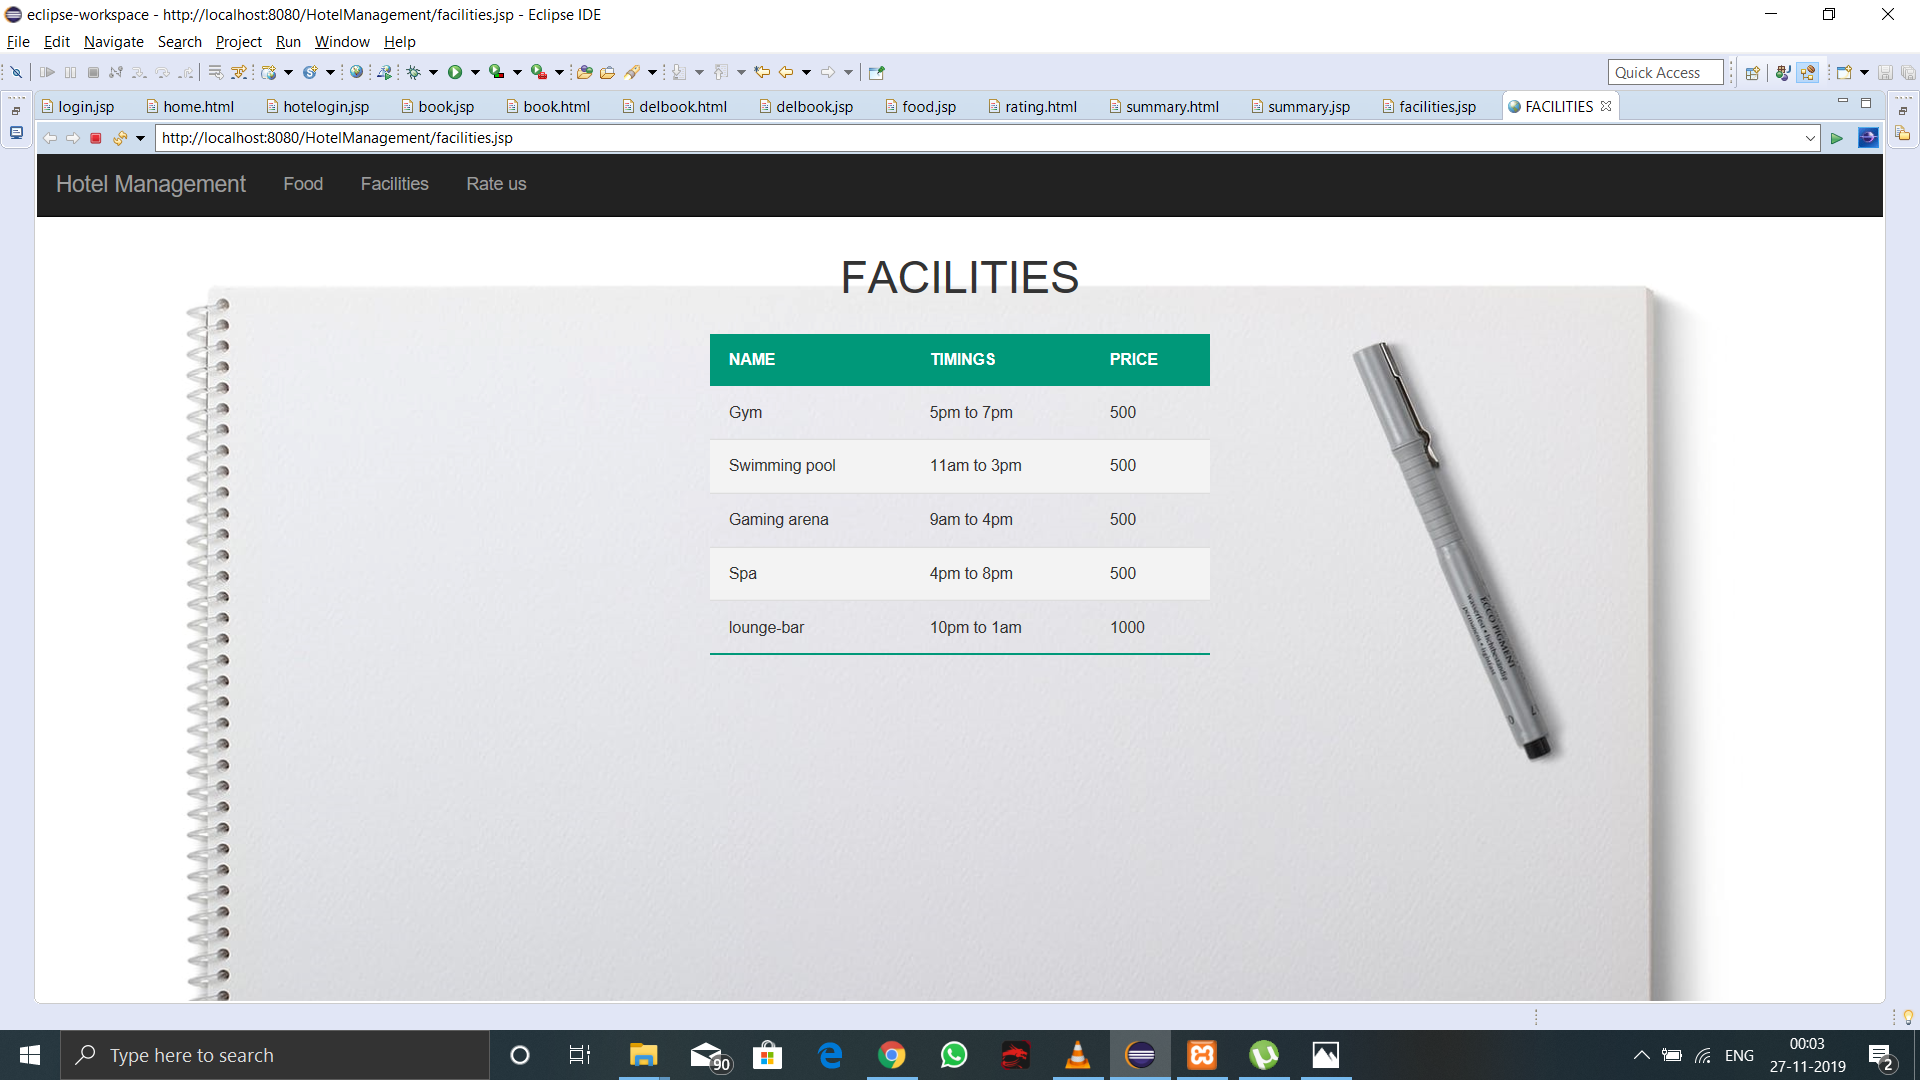 eclipse-workspace - http://localhost:8080/HotelManagement/facilities.jsp - Eclipse IDE
File Edit Navigate Search Project Run Window Help
Quick Access
login.jsp home.html hotelogin.jsp book.jsp book.html delbook.html delbook.jsp food.jsp rating.html summary.html summary.jsp facilities.jsp FACILITIES
http://localhost:8080/HotelManagement/facilities.jsp
Hotel Management Food Facilities Rate us
FACILITIES
NAME TIMINGS PRICE
Gym 5pm to 7pm 500
Swimming pool 11am to 3pm 500
Gaming arena 9am to 4pm 500
Spa 4pm to 8pm 500
lounge-bar 10pm to 1am 1000
ECCO PIGMENT
Type here to search
90
ENG
00:03
27-11-2019
2